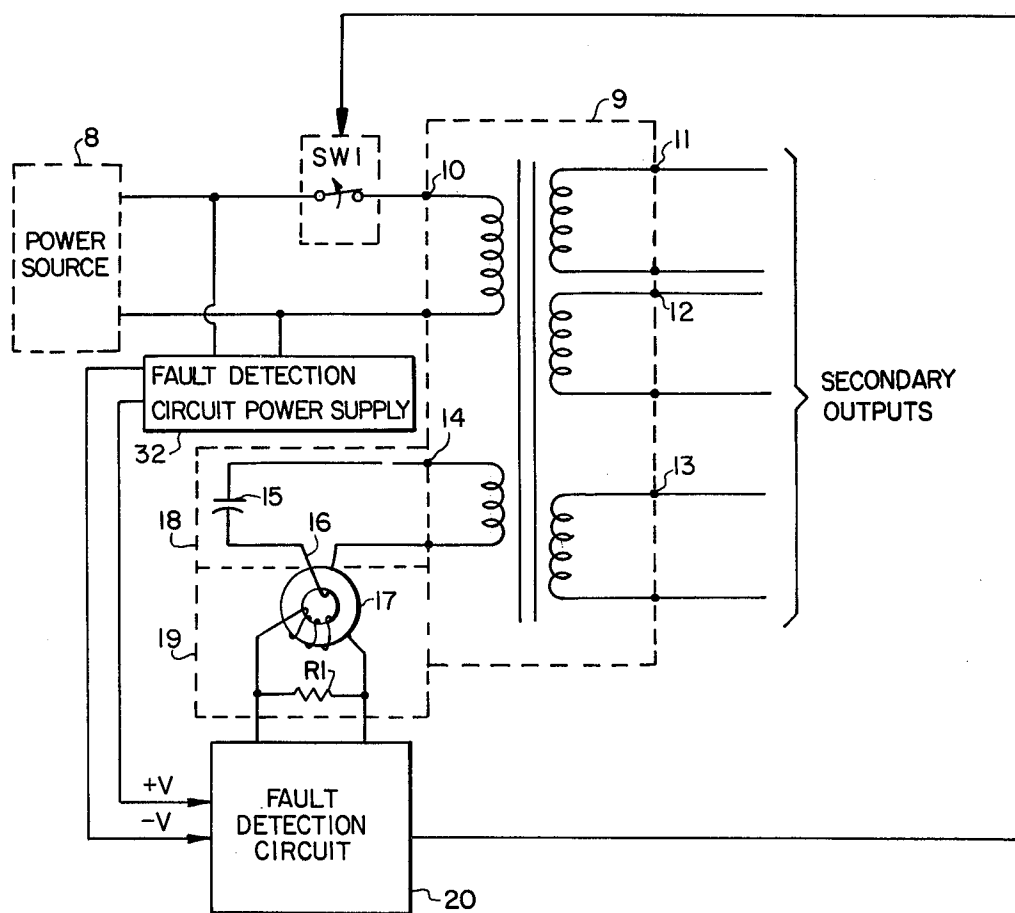 8
POWER
SOURCE
SW1
9
10
11
12
SECONDARY
OUTPUTS
FAULT DETECTION
CIRCUIT POWER SUPPLY
32
14
13
15
16
18
17
19
R1
+V
-V
FAULT
DETECTION
CIRCUIT
20